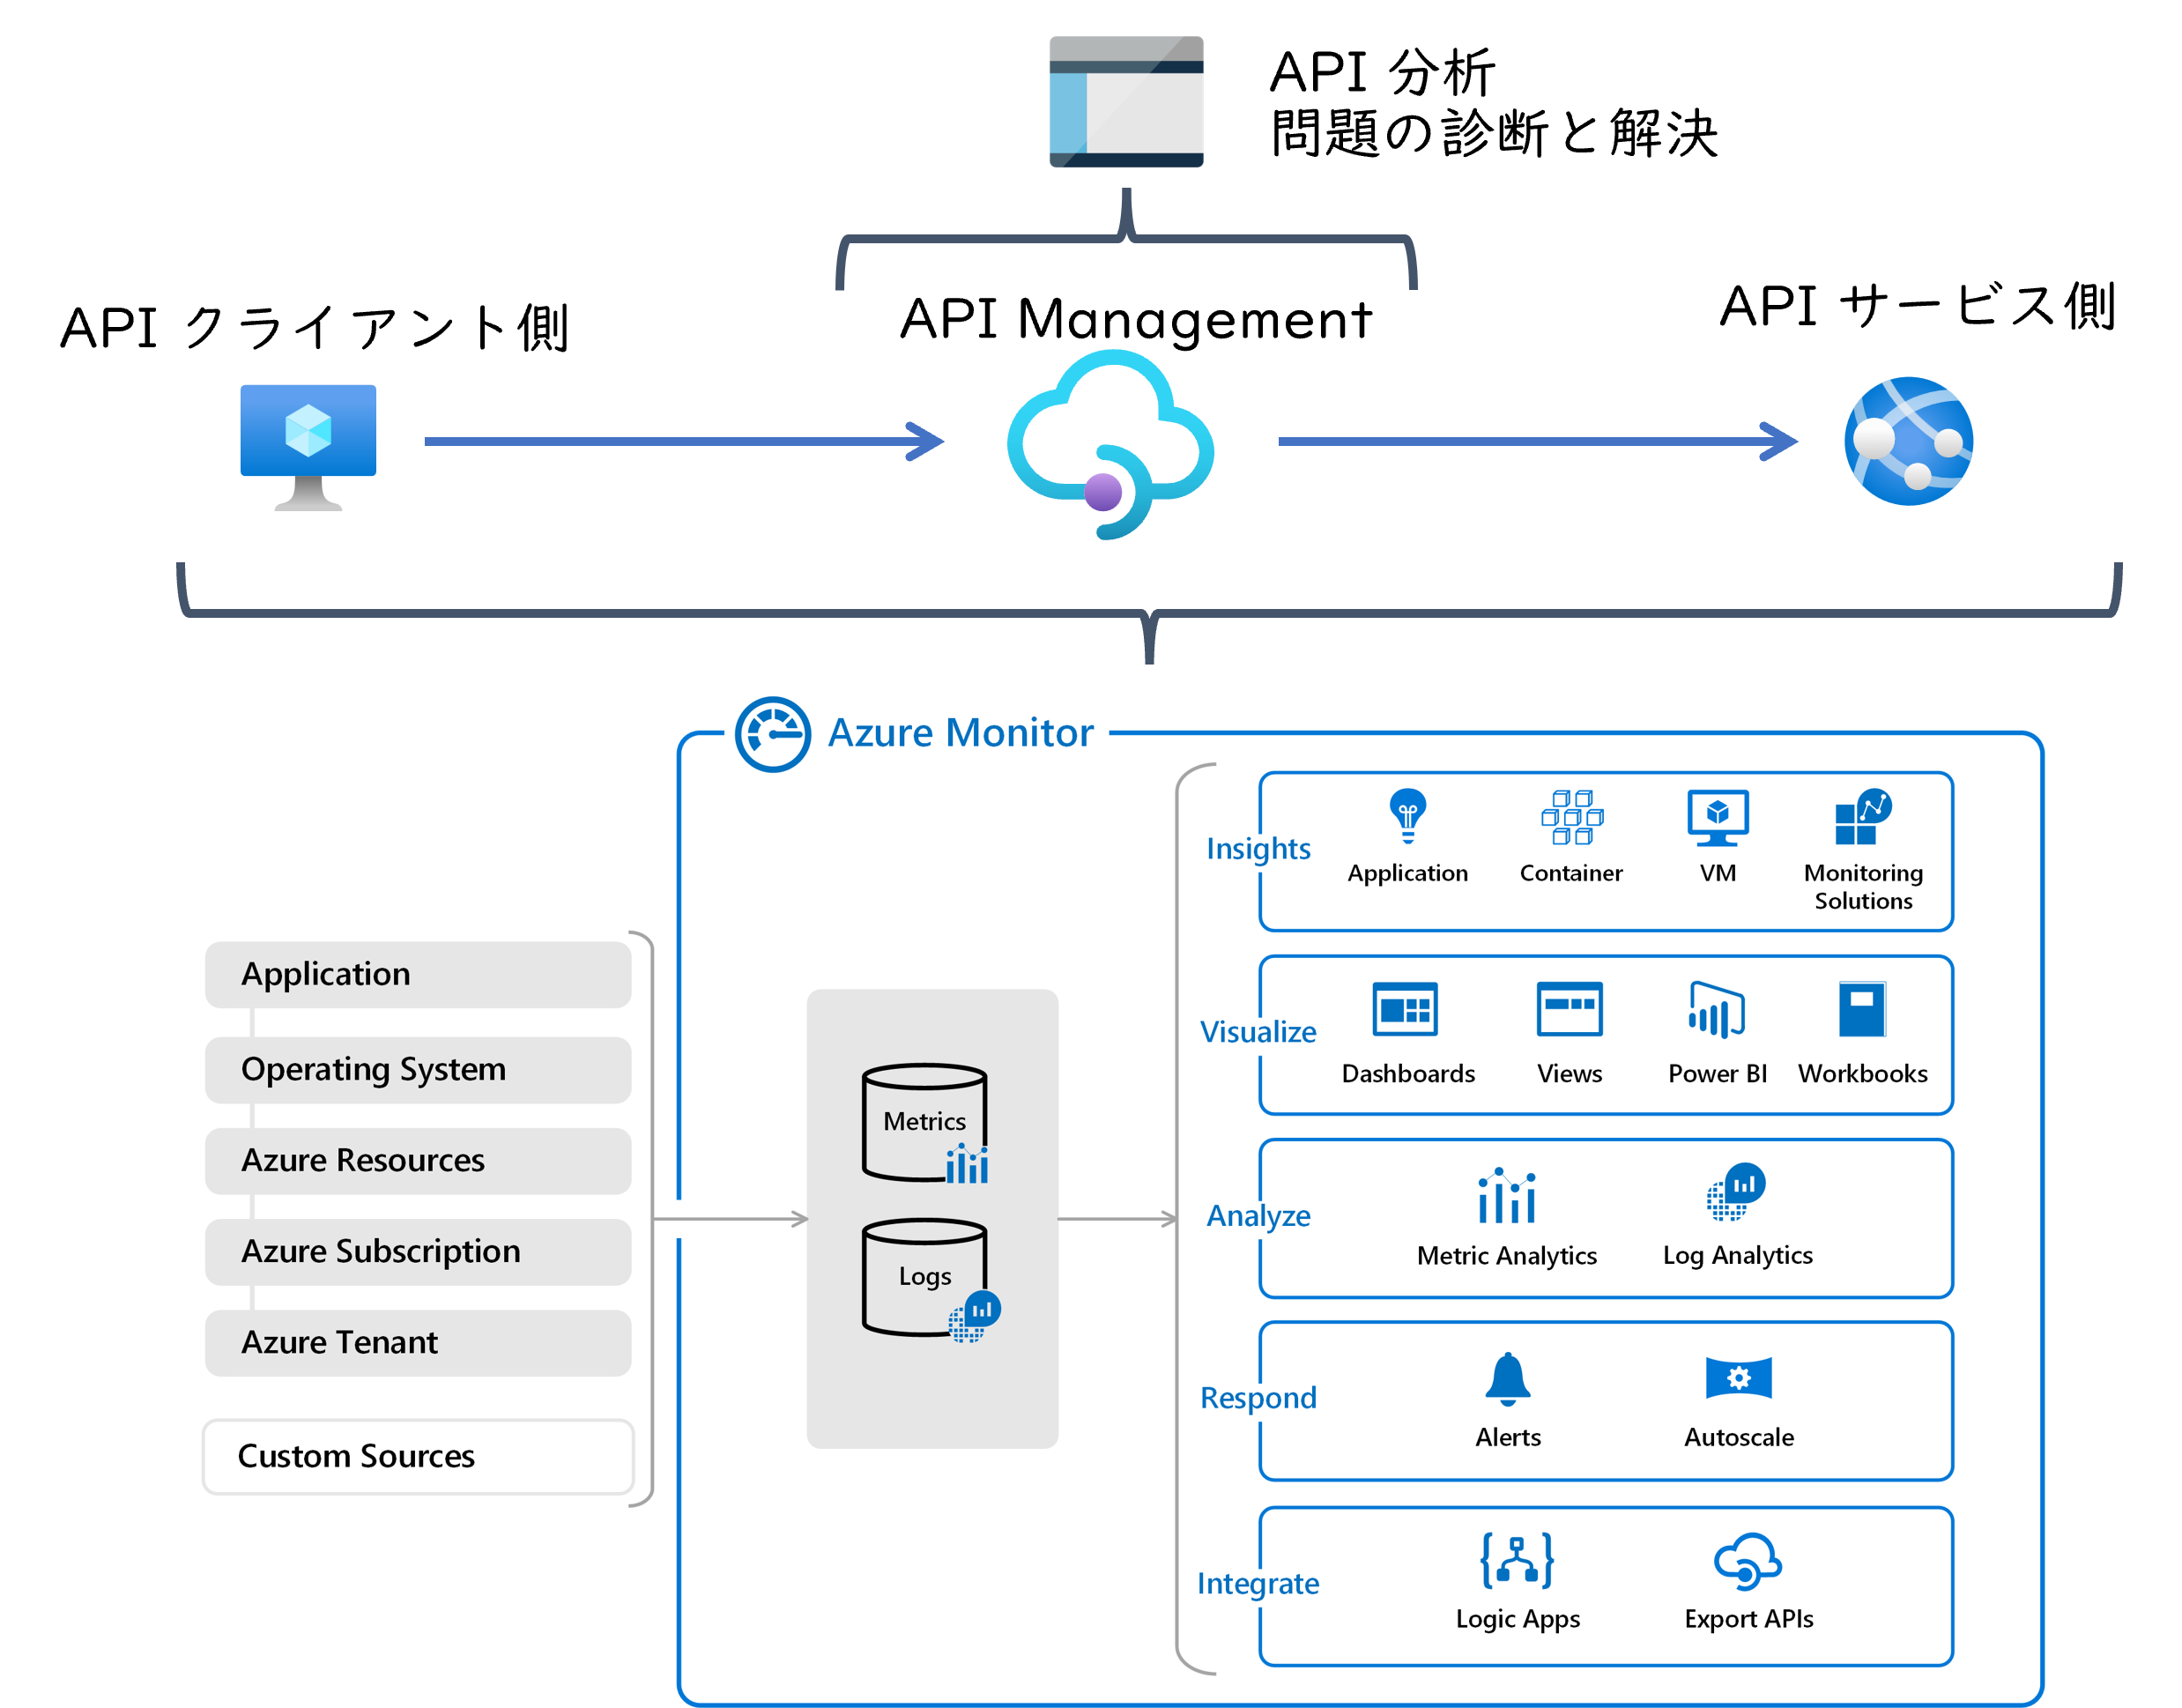 API 分析
問題の診断と解決
API クライアント側
API Management
API サービス側
Azure Monitor
Application
Operating System
Azure Resources
Azure Subscription
Azure Tenant
Custom Sources
Metrics
Logs
Insights
Application
Container
VM
Monitoring
Solutions
Visualize
Dashboards
Views
Power BI
Workbooks
Analyze
Metric Analytics
Log Analytics
Respond
Alerts
Autoscale
Integrate
Logic Apps
Export APIs